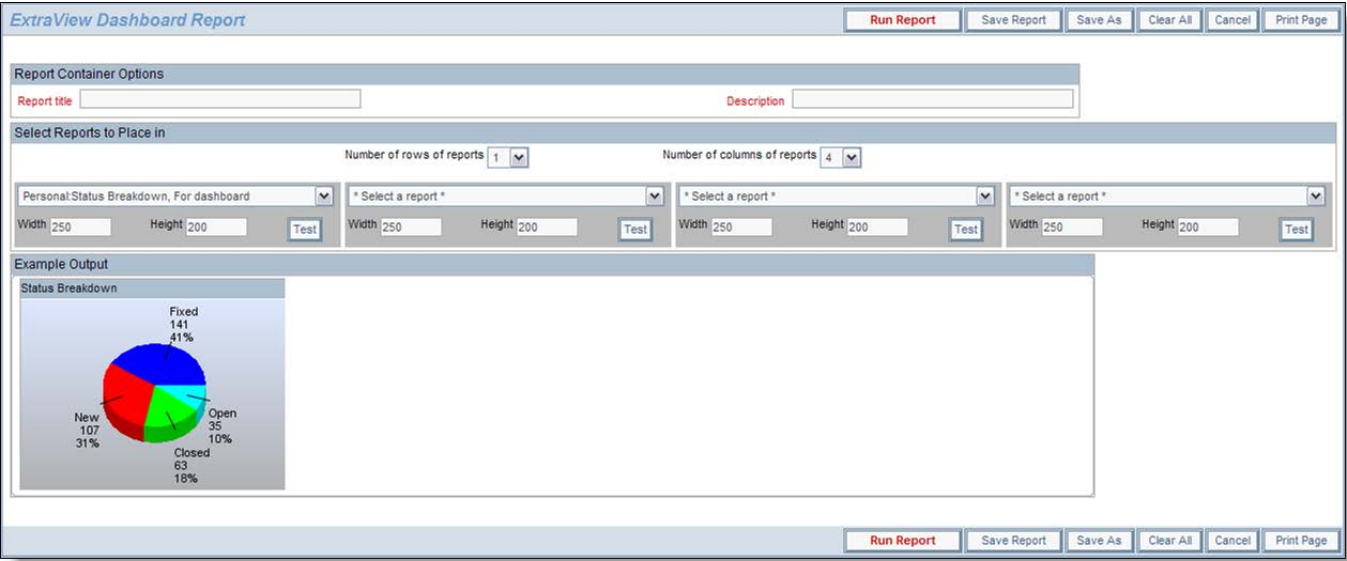 ExtraView Dashboard Report
Run Report Save Report Save As Clear All Cancel Print Page
Report Container Options
Report title Description
Select Reports to Place in
Number of rows of reports 1 Number of columns of reports 4
Personal:Status Breakdown, For dashboard * Select a report * * Select a report * * Select a report *
Width 250 Height 200 Test Width 250 Height 200 Test Width 250 Height 200 Test Width 250 Height 200 Test
Example Output
Status Breakdown
Fixed
141
41%
New
107
31%
Open
35
10%
Closed
63
18%
Run Report Save Report Save As Clear All Cancel Print Page